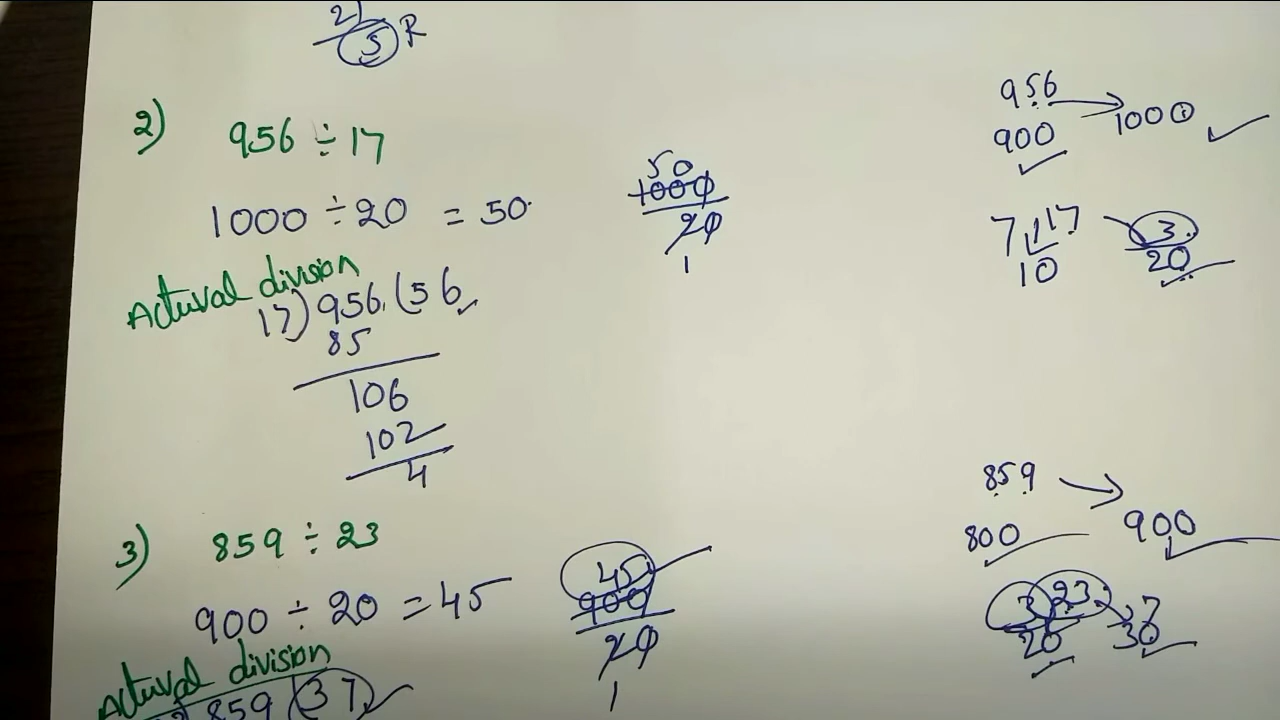 21
5 R
2) 956 ÷ 17
1000 ÷ 20 = 50
50
1000
20
1
956 → 1000
900
7 17 3
10 20
Actuval division
17) 956 (56
85
106
102
4
3) 859 ÷ 23
900 ÷ 20 = 45
45
900
20
1
859 → 900
800
3 23 7
20 30
Actuval division
859 (37